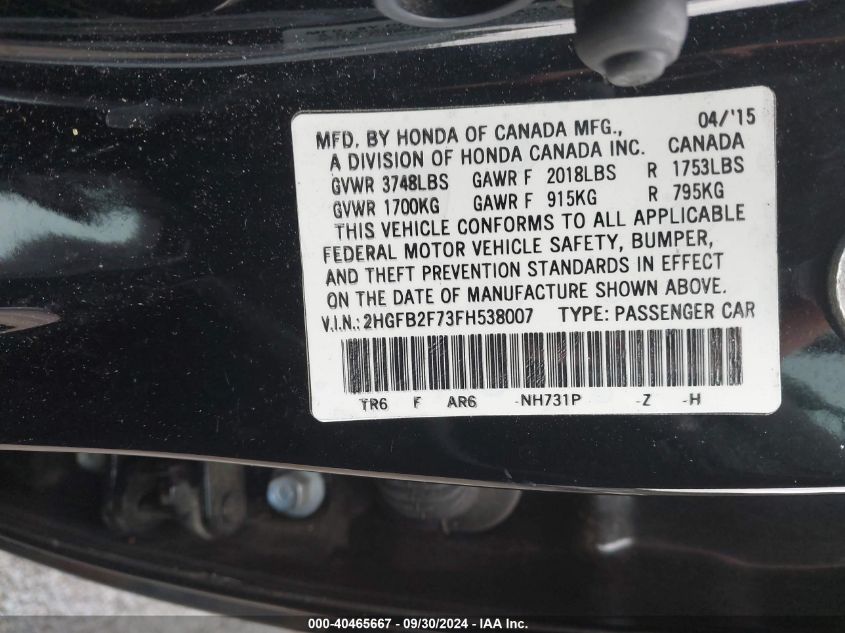 04/'15
MFD. BY HONDA OF CANADA MFG., CANADA
A DIVISION OF HONDA CANADA INC.
GVWR 3748LBS GAWR F 2018LBS R 1753LBS
GVWR 1700KG GAWR F 915KG R 795KG
THIS VEHICLE CONFORMS TO ALL APPLICABLE
FEDERAL MOTOR VEHICLE SAFETY, BUMPER,
AND THEFT PREVENTION STANDARDS IN EFFECT
ON THE DATE OF MANUFACTURE SHOWN ABOVE.
V.I.N.: 2HGFB2F73FH538007 TYPE: PASSENGER CAR
TR6 F AR6 -NH731P -Z -H
000-40465667 - 09/30/2024 - IAA Inc.